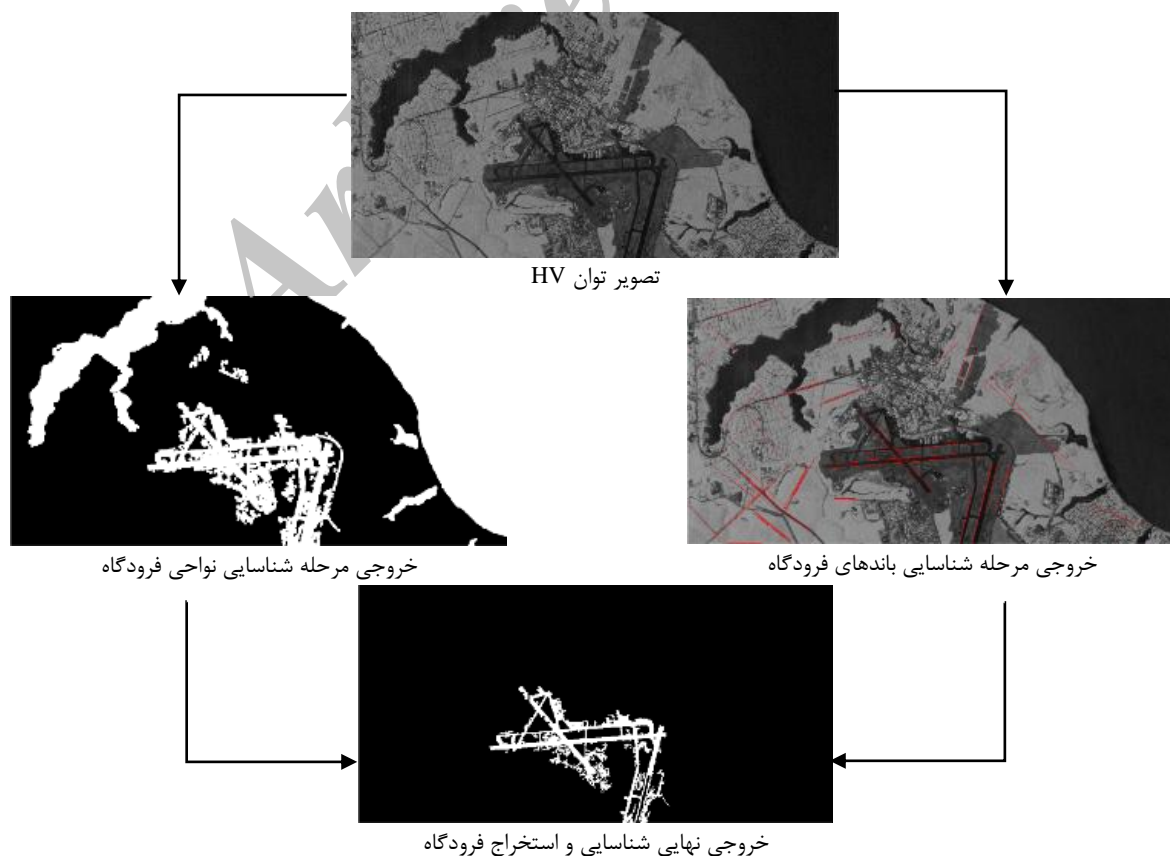 تصویر توان HV
خروجی مرحله شناسایی باندهای فرودگاه
خروجی مرحله شناسایی نواحی فرودگاه
خروجی نهایی شناسایی و استخراج فرودگاه